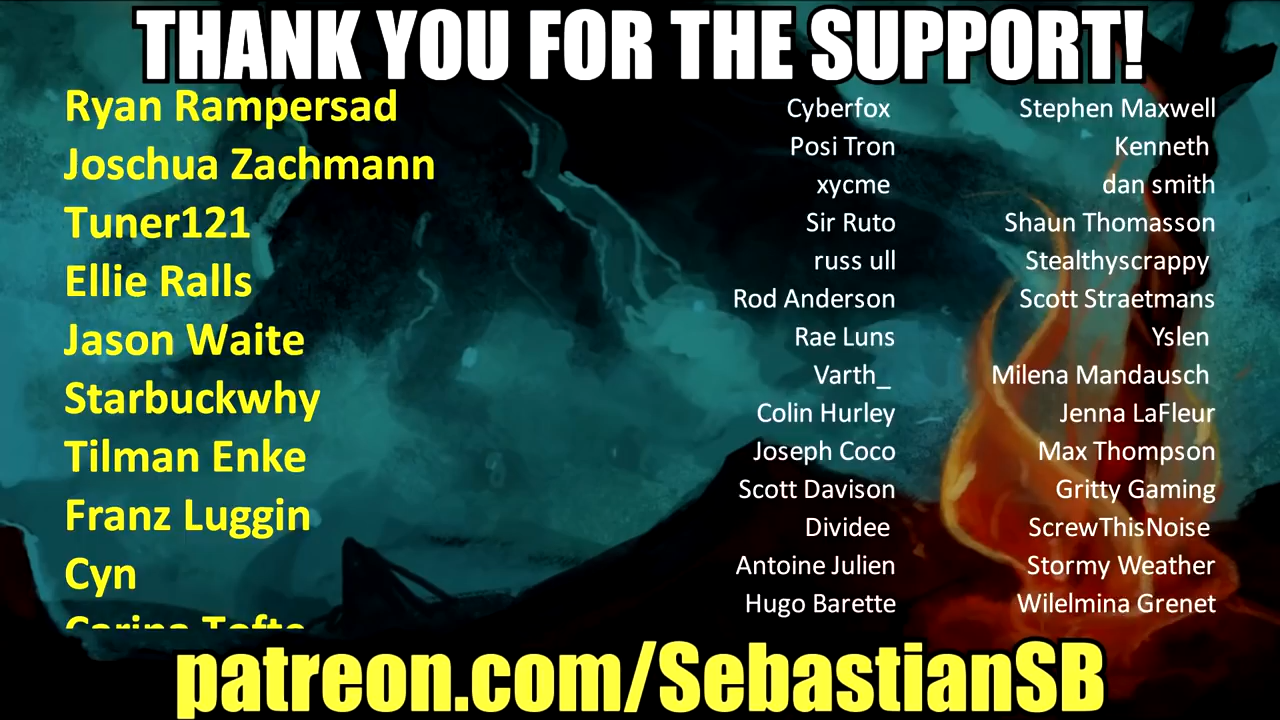 THANK YOU FOR THE SUPPORT!
Ryan Rampersad
Joschua Zachmann
Tuner121
Ellie Ralls
Jason Waite
Starbuckwhy
Tilman Enke
Franz Luggin
Cyn
Cyberfox
Posi Tron
xycme
Sir Ruto
russ ull
Rod Anderson
Rae Luns
Varth_
Colin Hurley
Joseph Coco
Scott Davison
Dividee
Antoine Julien
Hugo Barette
Stephen Maxwell
Kenneth
dan smith
Shaun Thomasson
Stealthyscrappy
Scott Straetmans
Yslen
Milena Mandausch
Jenna LaFleur
Max Thompson
Gritty Gaming
ScrewThisNoise
Stormy Weather
Wilelmina Grenet
patreon.com/SebastianSB